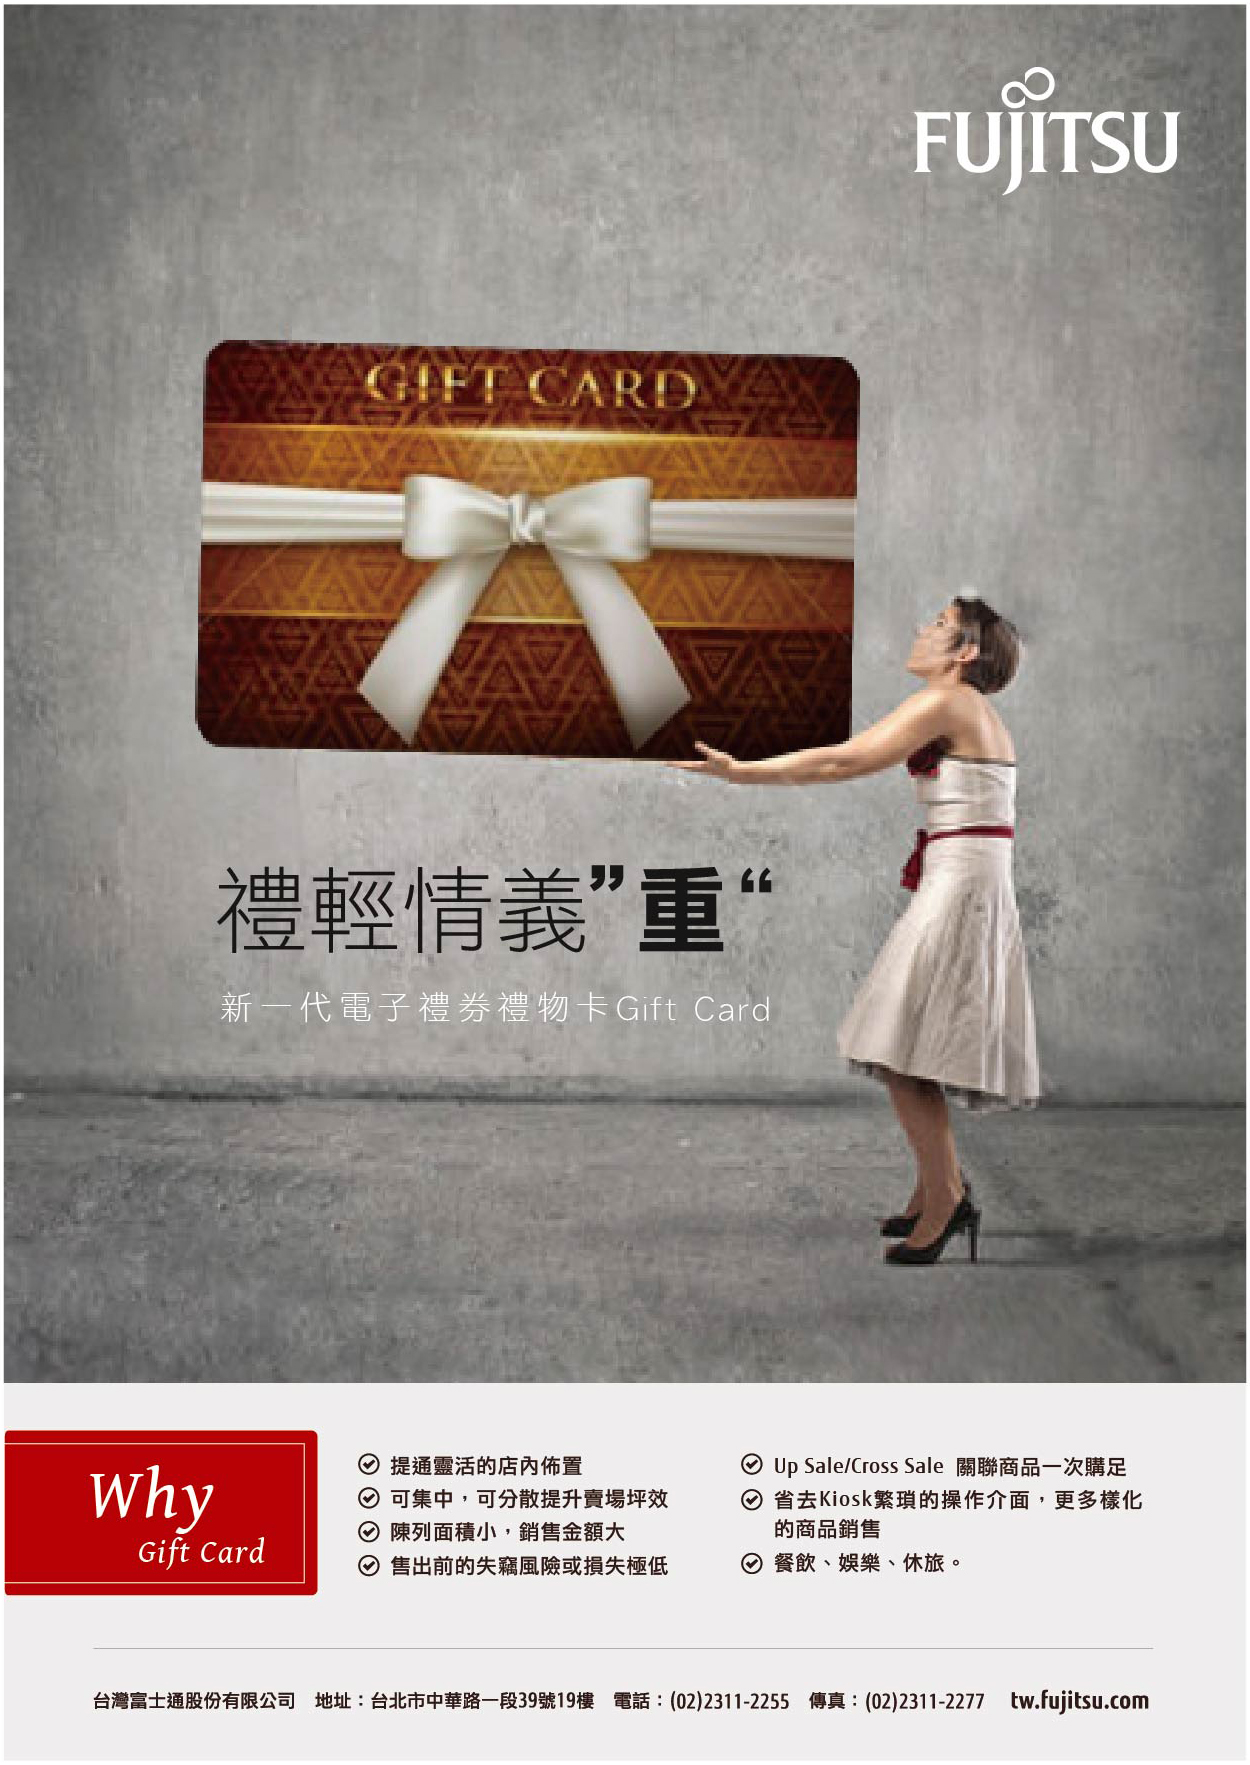 FUJITSU
GIFT CARD
禮輕情義”重“
新一代電子禮券禮物卡Gift Card
Why
Gift Card
提通靈活的店內佈置
可集中，可分散提升賣場坪效
陳列面積小，銷售金額大
售出前的失竊風險或損失極低
Up Sale/Cross Sale 關聯商品一次購足
省去Kiosk繁瑣的操作介面，更多樣化
的商品銷售
餐飲、娛樂、休旅。
台灣富士通股份有限公司 地址：台北市中華路一段39號19樓 電話：(02)2311-2255 傳真：(02)2311-2277 tw.fujitsu.com